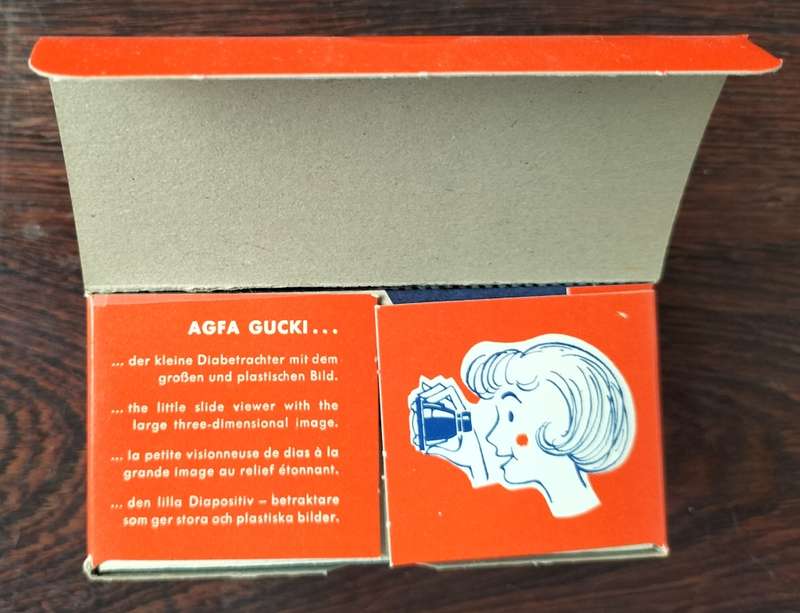 AGFA GUCKI...
... der kleine Diabetrachter mit dem
großen und plastischen Bild.
... the little slide viewer with the
large three-dimensional image.
... la petite visionneuse de dias à la
grande image au relief étonnant.
... den lilla Diapositiv – betraktare
som ger stora och plastiska bilder.